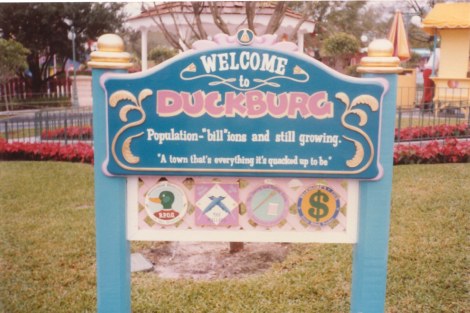 WELCOME
to
DUCKBURG
Population-"bill"ions and still growing.
"A town that's everything it's quacked up to be"
$